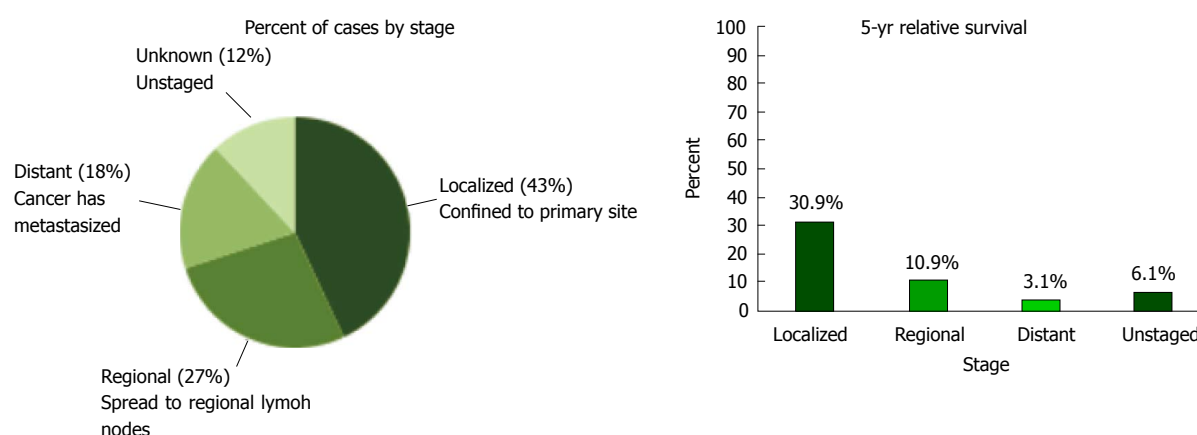 Percent of cases by stage
Unknown (12%)
Unstaged
Distant (18%)
Cancer has
metastasized
Localized (43%)
Confined to primary site
Regional (27%)
Spread to regional lymoh
nodes
5-yr relative survival
Percent
100
90
80
70
60
50
40
30
20
10
0
30.9%
10.9%
3.1%
6.1%
Localized
Regional
Distant
Unstaged
Stage